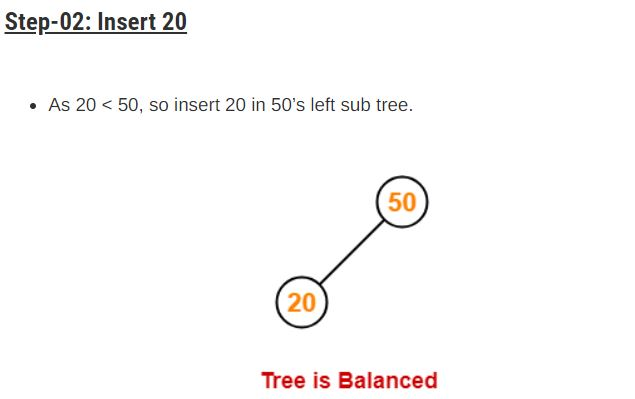 Step-02: Insert 20
• As 20 < 50, so insert 20 in 50’s left sub tree.
50
20
Tree is Balanced